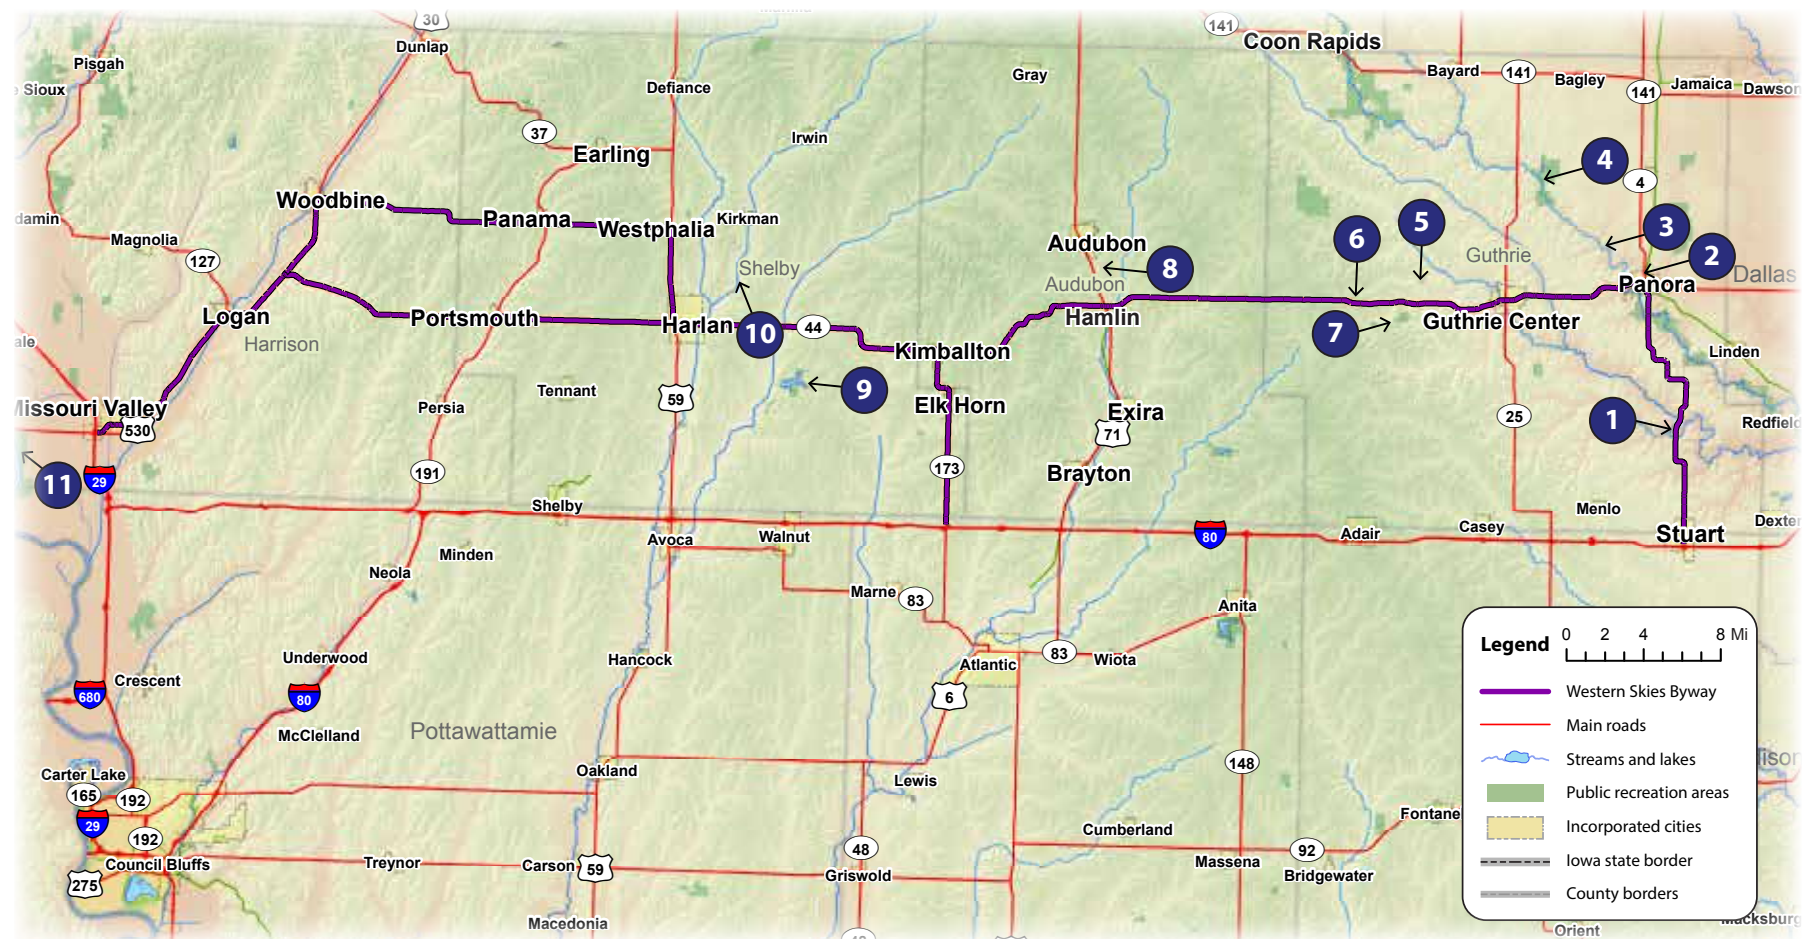 30
141
Coon Rapids
Dunlap
Pisgah
Sioux
Defiance
Gray
Bayard
141
Bagley
141
Jamaica
Dawson
37
Irwin
Earling
4
4
Woodbine
Panama
Westphalia
Kirkman
damin
Magnolia
127
Shelby
Audubon
8
Audubon
6
5
Guthrie
3
2
Dallas
Panora
Logan
Portsmouth
Harlan
10
44
Hamlin
7
Guthrie Center
Harrison
ale
Kimballton
Linden
Tennant
59
9
Elk Horn
Missouri Valley
530
Persia
Exira
71
25
1
Redfield
11
29
191
173
Brayton
Shelby
Menlo
Stuart
Dexter
Avoca
Walnut
80
Adair
Casey
Minden
Neola
Marne
83
Anita
Underwood
Hancock
Atlantic
83
Wiota
Crescent
680
80
6
McClelland
Pottawattamie
Carter Lake
165
192
Oakland
Lewis
148
29
192
Cumberland
Fontane
Council Bluffs
275
Treynor
Carson
59
48
Griswold
Massena
92
Bridgewater
Macedonia
Macksburg
Orient
Legend
0 2 4 8 Mi
Western Skies Byway
Main roads
Streams and lakes
Public recreation areas
Incorporated cities
Iowa state border
County borders